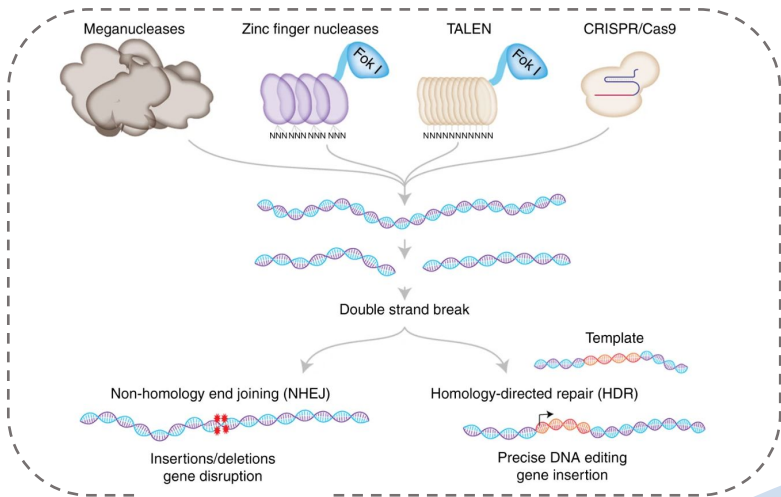 Meganucleases
Zinc finger nucleases
TALEN
CRISPR/Cas9
Fok I
Fok I
NNN NNN NNN NNN
NNNNNNNNNNN
Double strand break
Template
Non-homology end joining (NHEJ)
Homology-directed repair (HDR)
Insertions/deletions
gene disruption
Precise DNA editing
gene insertion